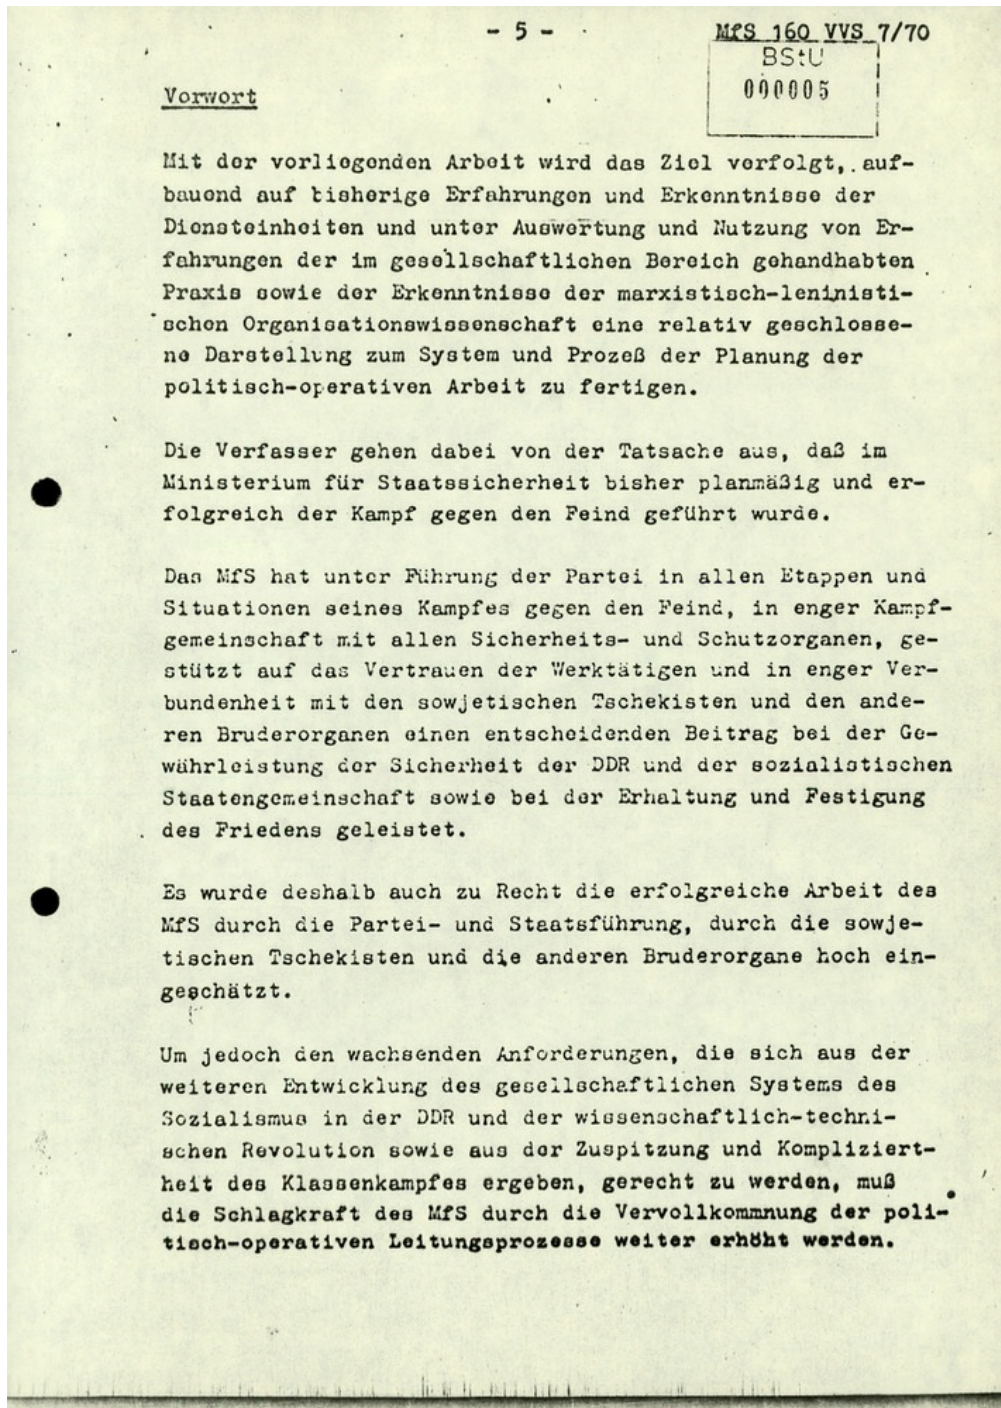 - 5 -
MfS 160 VVS 7/70
BStU
000005
Vorwort
Mit der vorliegenden Arbeit wird das Ziel verfolgt, auf-
bauend auf bisherige Erfahrungen und Erkenntnisse der
Diensteinheiten und unter Auswertung und Nutzung von Er-
fahrungen der im gesellschaftlichen Bereich gehandhabten
Praxis sowie der Erkenntnisse der marxistisch-leninisti-
schen Organisationswissenschaft eine relativ geschlosse-
ne Darstellung zum System und Prozeß der Planung der
politisch-operativen Arbeit zu fertigen.
Die Verfasser gehen dabei von der Tatsache aus, daß im
Ministerium für Staatssicherheit bisher planmäßig und er-
folgreich der Kampf gegen den Feind geführt wurde.
Das MfS hat unter Führung der Partei in allen Etappen und
Situationen seines Kampfes gegen den Feind, in enger Kampf-
gemeinschaft mit allen Sicherheits- und Schutzorganen, ge-
stützt auf das Vertrauen der Werktätigen und in enger Ver-
bundenheit mit den sowjetischen Tschekisten und den ande-
ren Bruderorganen einen entscheidenden Beitrag bei der Ge-
währleistung der Sicherheit der DDR und der sozialistischen
Staatengemeinschaft sowie bei der Erhaltung und Festigung
des Friedens geleistet.
Es wurde deshalb auch zu Recht die erfolgreiche Arbeit des
MfS durch die Partei- und Staatsführung, durch die sowje-
tischen Tschekisten und die anderen Bruderorgane hoch ein-
geschätzt.
Um jedoch den wachsenden Anforderungen, die sich aus der
weiteren Entwicklung des gesellschaftlichen Systems des
Sozialismus in der DDR und der wissenschaftlich-techni-
schen Revolution sowie aus der Zuspitzung und Kompliziert-
heit des Klassenkampfes ergeben, gerecht zu werden, muß
die Schlagkraft des MfS durch die Vervollkommnung der poli-
tisch-operativen Leitungsprozesse weiter erhöht werden.